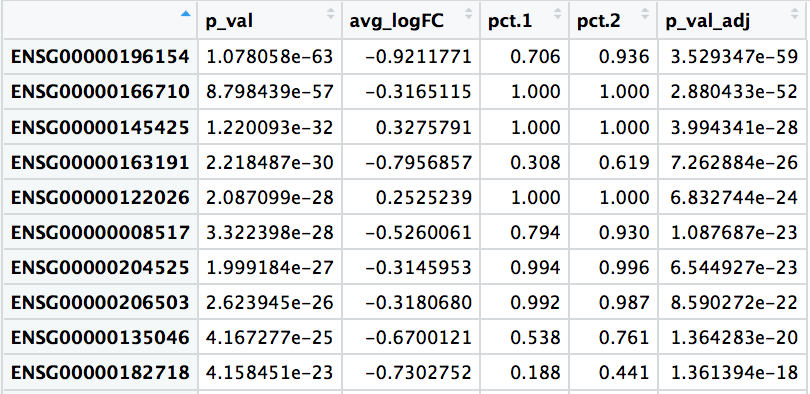 p_val avg_logFC pct.1 pct.2 p_val_adj
ENSG00000196154 1.078058e-63 -0.9211771 0.706 0.936 3.529347e-59
ENSG00000166710 8.798439e-57 -0.3165115 1.000 1.000 2.880433e-52
ENSG00000145425 1.220093e-32 0.3275791 1.000 1.000 3.994341e-28
ENSG00000163191 2.218487e-30 -0.7956857 0.308 0.619 7.262884e-26
ENSG00000122026 2.087099e-28 0.2525239 1.000 1.000 6.832744e-24
ENSG00000008517 3.322398e-28 -0.5260061 0.794 0.930 1.087687e-23
ENSG00000204525 1.999184e-27 -0.3145953 0.994 0.996 6.544927e-23
ENSG00000206503 2.623945e-26 -0.3180680 0.992 0.987 8.590272e-22
ENSG00000135046 4.167277e-25 -0.6700121 0.538 0.761 1.364283e-20
ENSG00000182718 4.158451e-23 -0.7302752 0.188 0.441 1.361394e-18